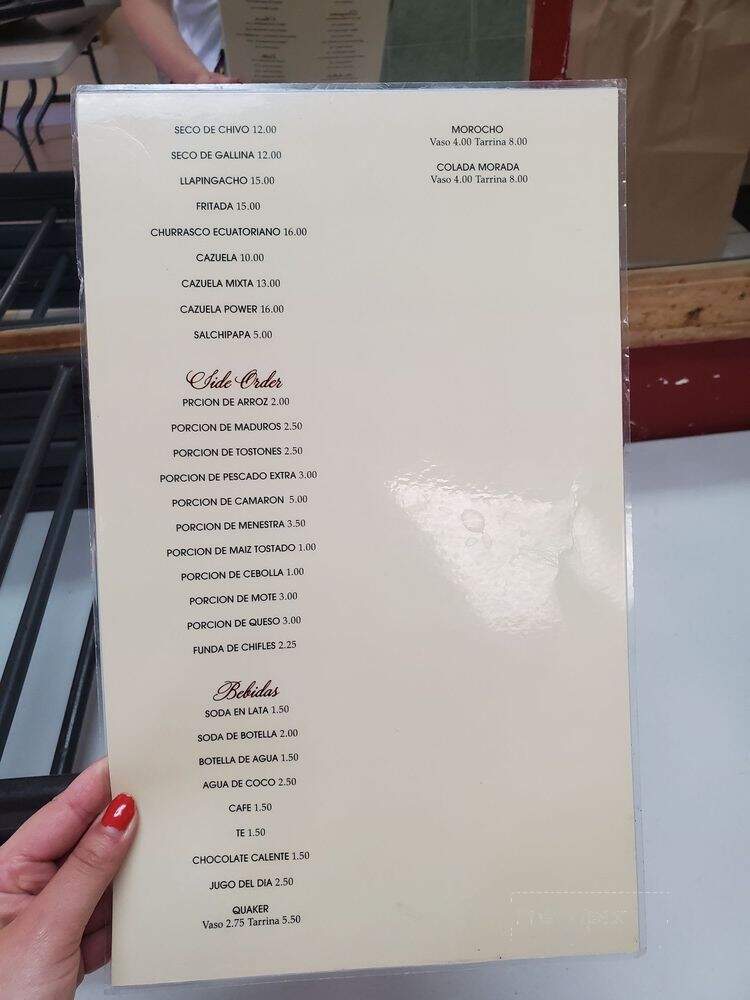 SECO DE CHIVO 12.00
SECO DE GALLINA 12.00
LLAPINGACHO 15.00
FRITADA 15.00
CHURRASCO ECUATORIANO 16.00
CAZUELA 10.00
CAZUELA MIXTA 13.00
CAZUELA POWER 16.00
SALCHIPAPA 5.00
Side Order
PRCION DE ARROZ 2.00
PORCION DE MADUROS 2.50
PORCION DE TOSTONES 2.50
PORCION DE PESCADO EXTRA 3.00
PORCION DE CAMARON 5.00
PORCION DE MENESTRA 3.50
PORCION DE MAIZ TOSTADO 1.00
PORCION DE CEBOLLA 1.00
PORCION DE MOTE 3.00
PORCION DE QUESO 3.00
FUNDA DE CHIFLES 2.25
Bebidas
SODA EN LATA 1.50
SODA DE BOTELLA 2.00
BOTELLA DE AGUA 1.50
AGUA DE COCO 2.50
CAFE 1.50
TE 1.50
CHOCOLATE CALENTE 1.50
JUGO DEL DIA 2.50
QUAKER
Vaso 2.75 Tarrina 5.50
MOROCHO
Vaso 4.00 Tarrina 8.00
COLADA MORADA
Vaso 4.00 Tarrina 8.00